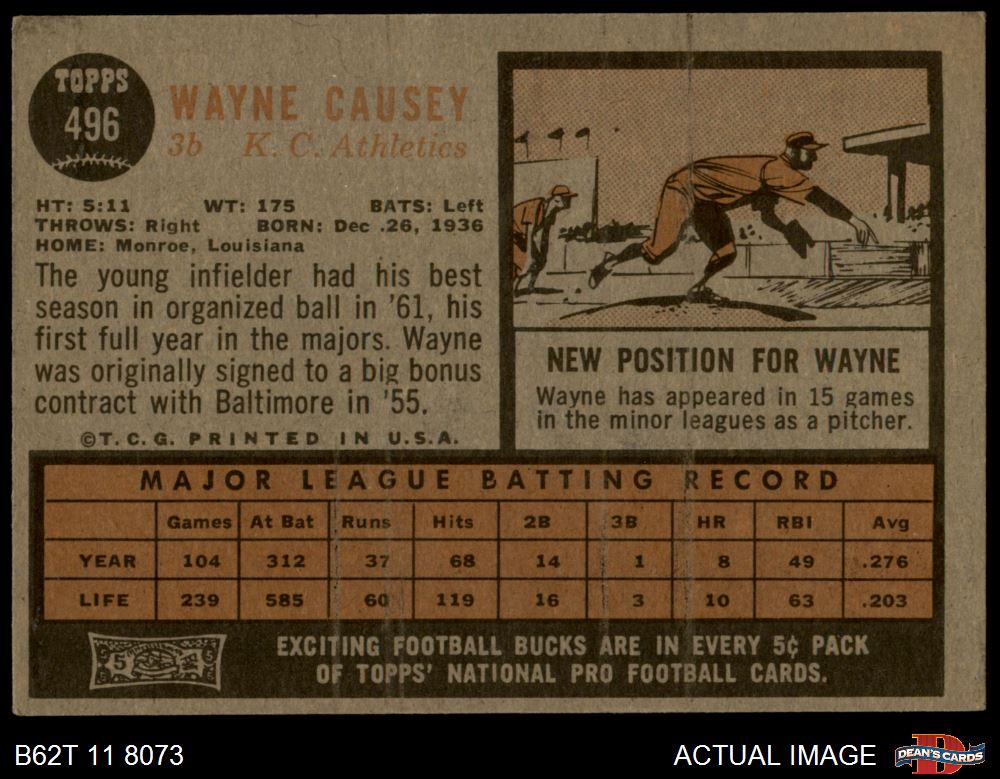 TOPPS
496
WAYNE CAUSEY
3b K. C. Athletics
HT: 5:11 WT: 175 BATS: Left
THROWS: Right BORN: Dec .26, 1936
HOME: Monroe, Louisiana
The young infielder had his best
season in organized ball in '61, his
first full year in the majors. Wayne
was originally signed to a big bonus
contract with Baltimore in '55.
©T.C.G. PRINTED IN U.S.A.
NEW POSITION FOR WAYNE
Wayne has appeared in 15 games
in the minor leagues as a pitcher.
MAJOR LEAGUE BATTING RECORD
Games At Bat Runs Hits 2B 3B HR RBI Avg
YEAR 104 312 37 68 14 1 8 49 .276
LIFE 239 585 60 119 16 3 10 63 .203
5
EXCITING FOOTBALL BUCKS ARE IN EVERY 5¢ PACK
OF TOPPS' NATIONAL PRO FOOTBALL CARDS.
B62T 11 8073
ACTUAL IMAGE
DEAN'S CARDS